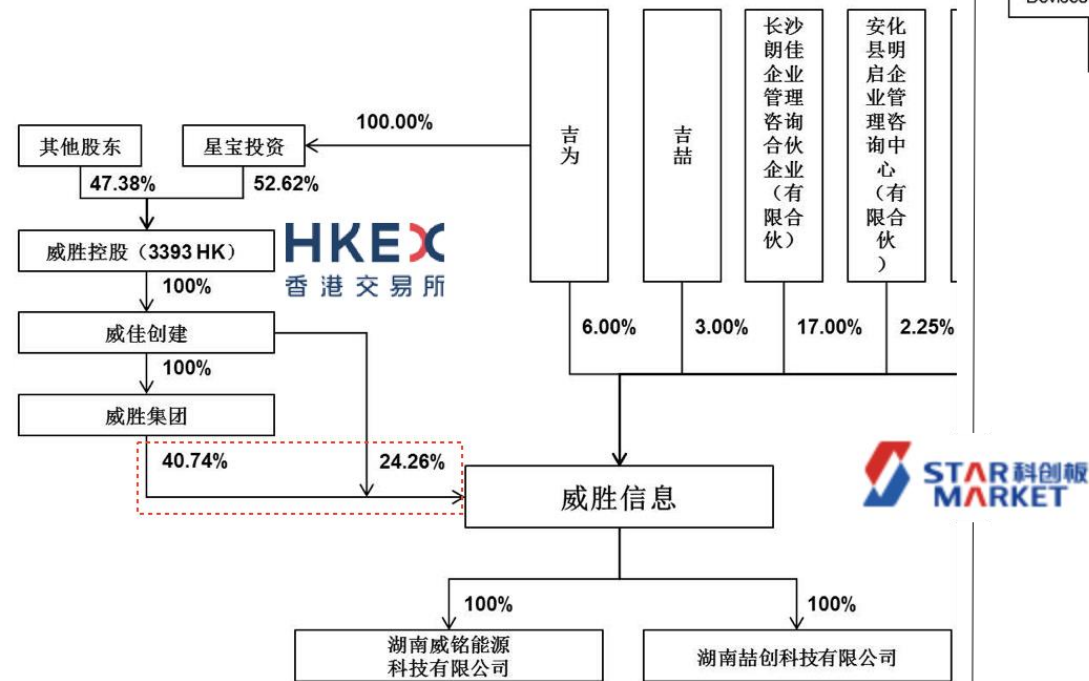 长沙
朗佳
企业
管理
咨询
合伙
企业
（有
限合
伙）
安化
县明
启企
业管
理咨
询中
心
（有
限合
伙
）
吉
为
吉
喆
100.00%
其他股东
星宝投资
47.38%
52.62%
威胜控股（3393 HK）
HKEX
香港交易所
100%
威佳创建
100%
威胜集团
6.00%
3.00%
17.00%
2.25%
40.74%
24.26%
威胜信息
STAR科创板
MARKET
100%
100%
湖南威铭能源
科技有限公司
湖南喆创科技有限公司